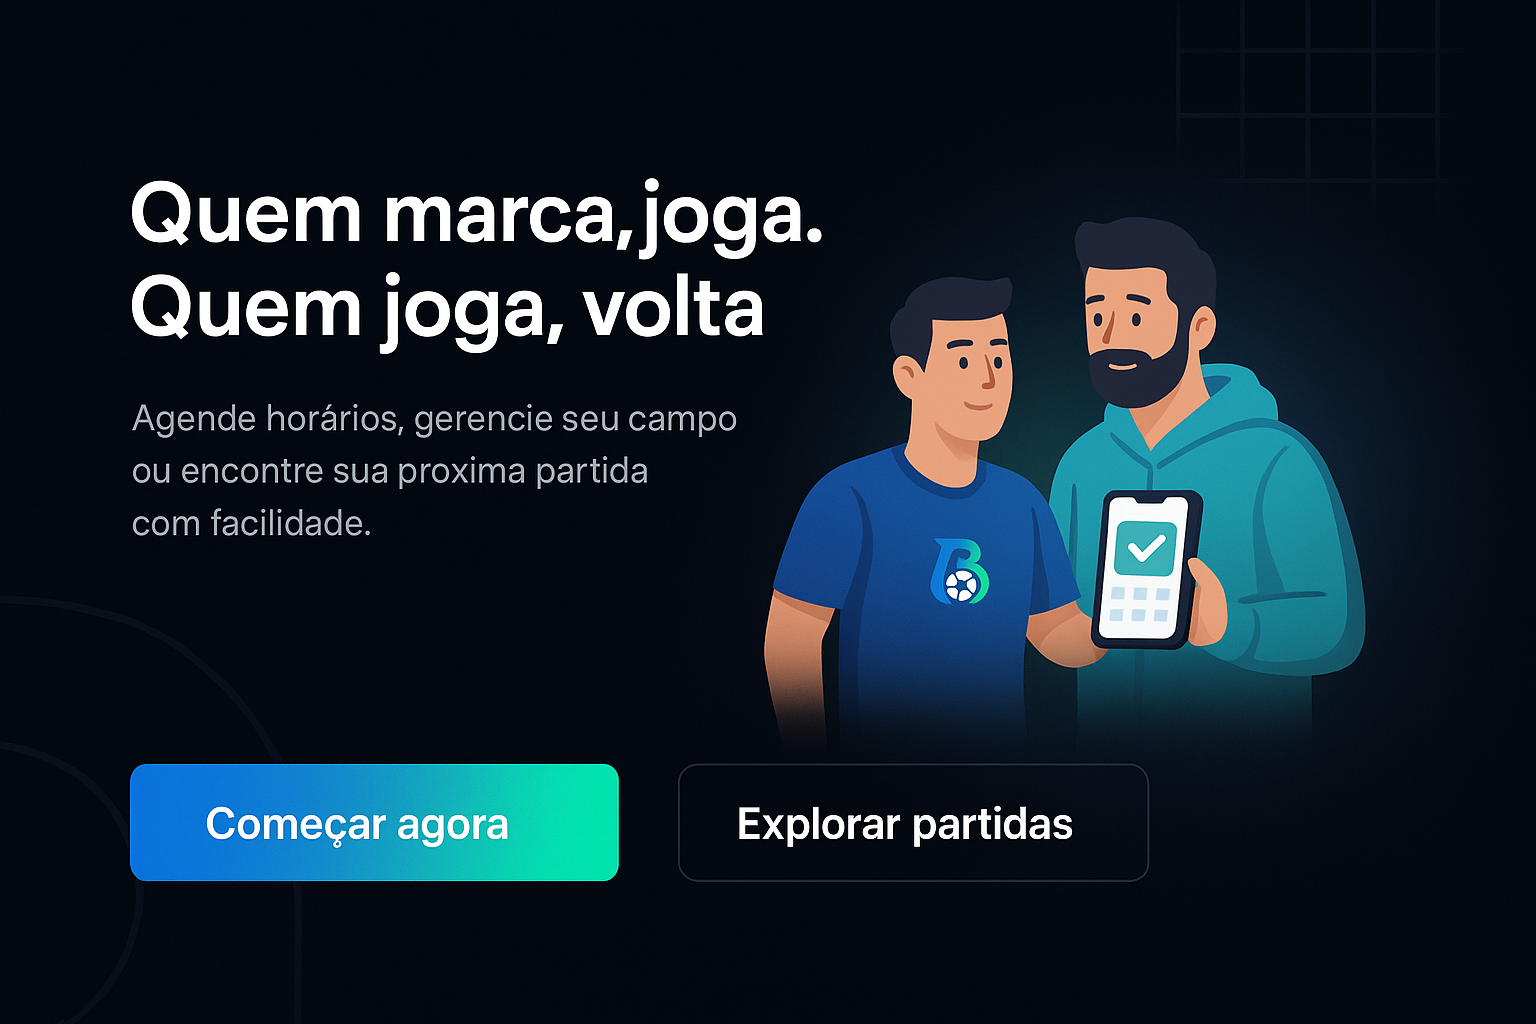 Quem marca, joga.
Quem joga, volta
Agende horários, gerencie seu campo
ou encontre sua proxima partida
com facilidade.
B
Começar agora
Explorar partidas